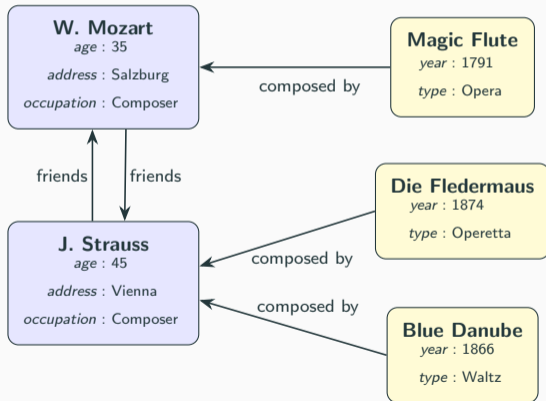 W. Mozart
age : 35
address : Salzburg
occupation : Composer
composed by
Magic Flute
year : 1791
type : Opera
friends
friends
J. Strauss
age : 45
address : Vienna
occupation : Composer
composed by
Die Fledermaus
year : 1874
type : Operetta
composed by
Blue Danube
year : 1866
type : Waltz